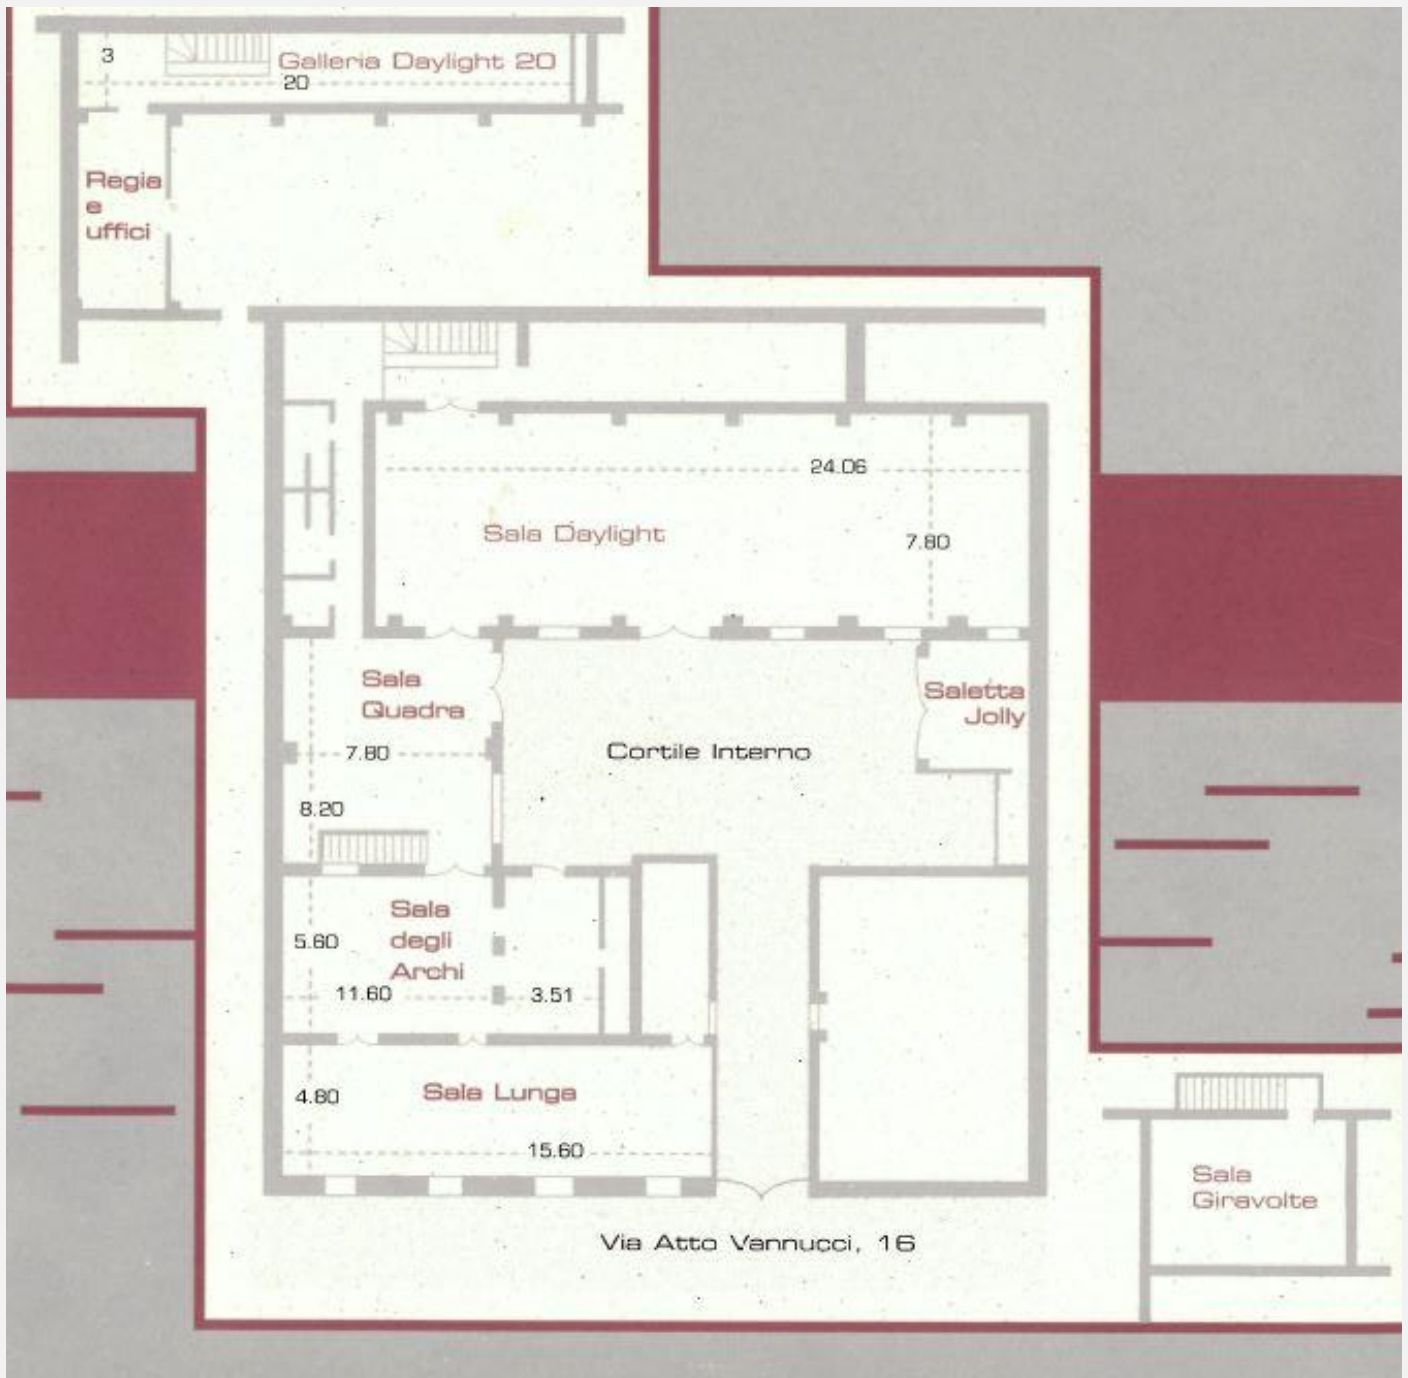 3
Galleria Daylight 20
20
Regia
e
uffici
24.06
Sala Daylight
7.80
Sala
Quadra
Saletta
Jolly
7.80
Cortile Interno
8.20
Sala
degli
Archi
5.60
11.60
3.51
4.80
Sala Lunga
15.60
Sala
Giravolte
Via Atto Vannucci, 16